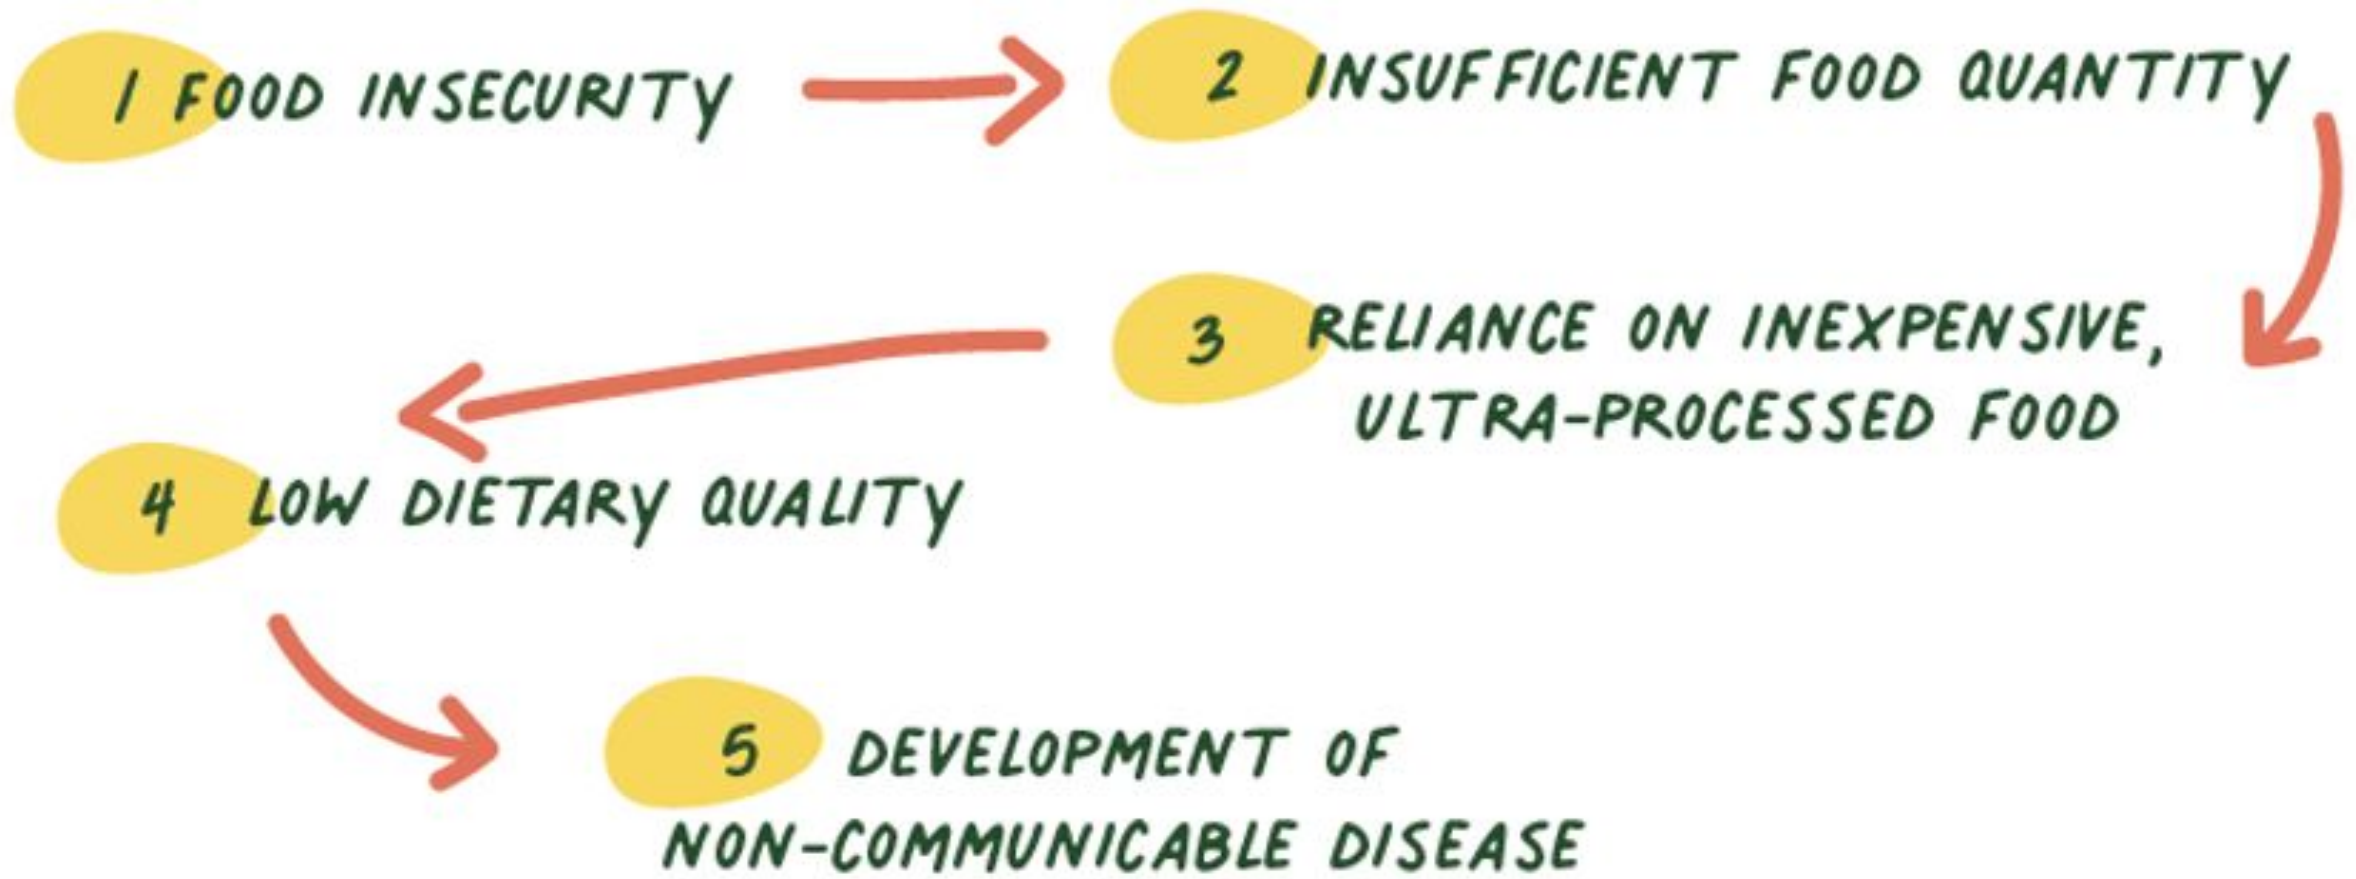 1 FOOD INSECURITY
2 INSUFFICIENT FOOD QUANTITY
3 RELIANCE ON INEXPENSIVE,
ULTRA-PROCESSED FOOD
4 LOW DIETARY QUALITY
5 DEVELOPMENT OF
NON-COMMUNICABLE DISEASE